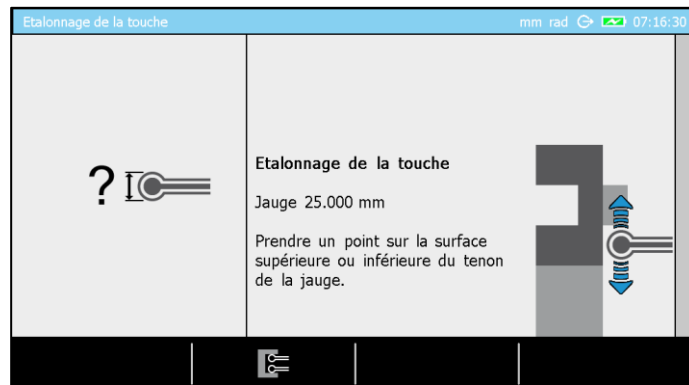 Etalonnage de la touche
mm rad 07:16:30
?
Etalonnage de la touche
Jauge 25.000 mm
Prendre un point sur la surface
supérieure ou inférieure du tenon
de la jauge.